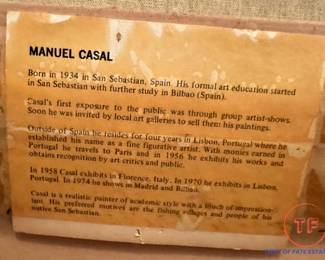 MANUEL CASAL
Born in 1934 in San Sebastian, Spain. His formal art education started
in San Sebastian with further study in Bilbao (Spain).
Casal's first exposure to the public was through group artist-shows.
Soon he was invited by local art galleries to sell them his paintings.
Outside of Spain he resides for four years in Lisbon, Portugal where he
established his name as a fine figurative artist. With monies earned in
Portugal he travels to Paris and in 1956 he exhibits his works and
obtains recognition by art critics and public.
In 1958 Casal exhibits in Florence, Italy. In 1970 he exhibits in Lisbon,
Portugal. In 1974 he shows in Madrid and Bilbao.
Casal is a realistic painter of academic style with a touch of impression-
ism. His preferred motives are the fishing villages and people of his
native San Sebastian.
TF
OF FATE ESTATE